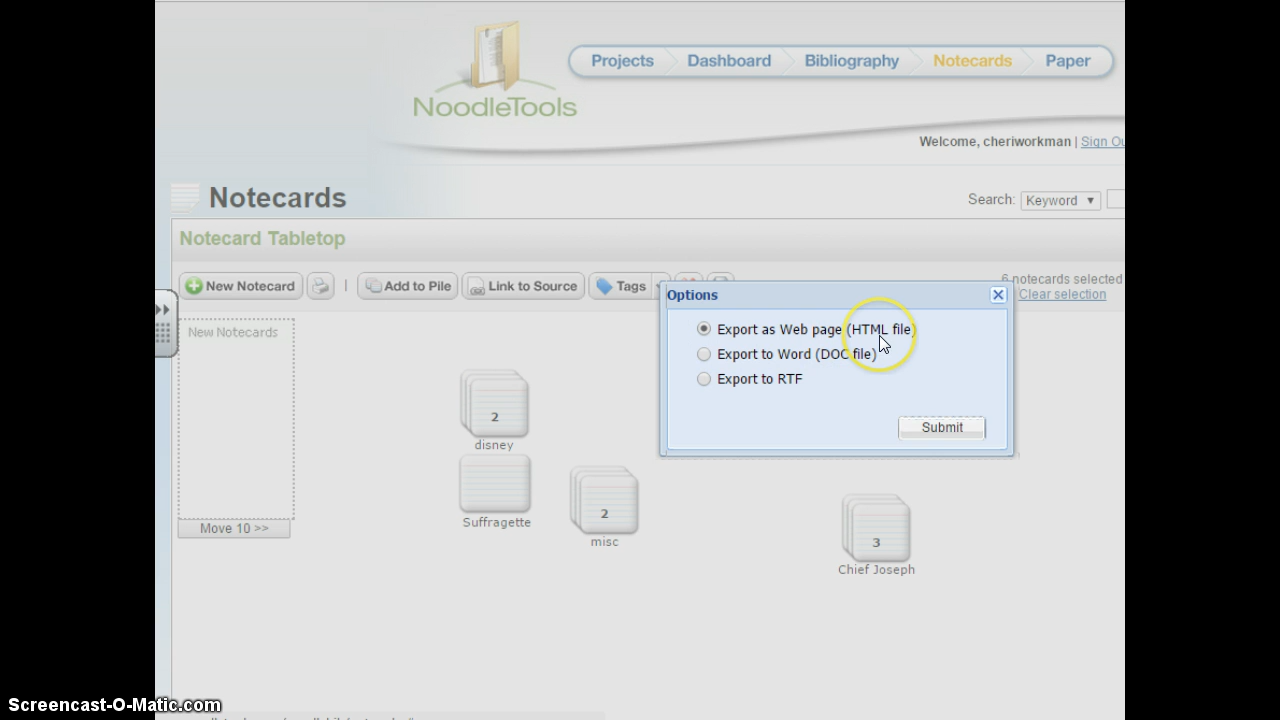 Projects Dashboard Bibliography Notecards Paper
NoodleTools
Welcome, cheriworkman | Sign Ou
Notecards
Search: Keyword ▼
Notecard Tabletop
New Notecard | Add to Pile Link to Source Tags
6 notecards selected
Clear selection
Options
Export as Web page (HTML file)
Export to Word (DOC file)
Export to RTF
Submit
New Notecards
Move 10 >>
2
disney
Suffragette
2
misc
3
Chief Joseph
Screencast-O-Matic.com